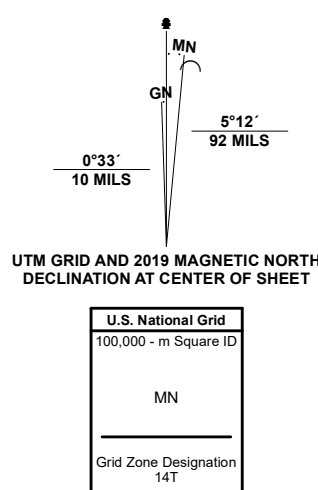 MN
GN
5°12´
92 MILS
0°33´
10 MILS
UTM GRID AND 2019 MAGNETIC NORTH
DECLINATION AT CENTER OF SHEET
U.S. National Grid
100,000 - m Square ID
MN
Grid Zone Designation
14T